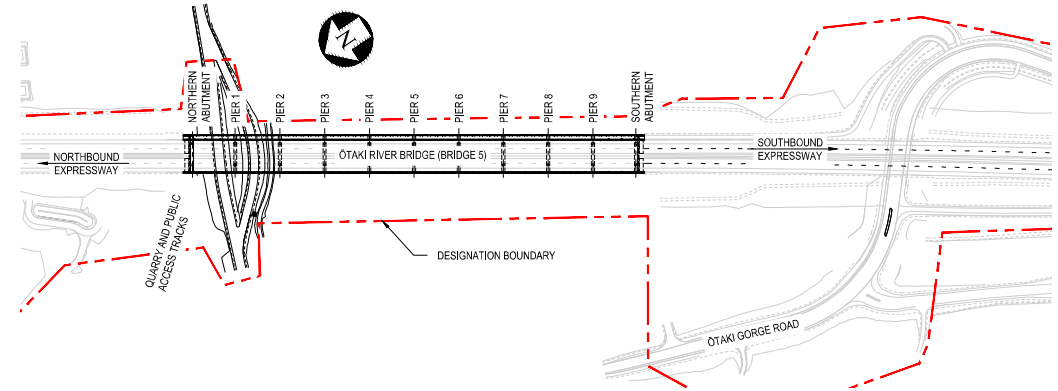 N
NORTHERN
ABUTMENT
PIER 1
PIER 2
PIER 3
PIER 4
PIER 5
PIER 6
PIER 7
PIER 8
PIER 9
SOUTHERN
ABUTMENT
NORTHBOUND
EXPRESSWAY
ŌTAKI RIVER BRIDGE (BRIDGE 5)
SOUTHBOUND
EXPRESSWAY
QUARRY AND PUBLIC
ACCESS TRACKS
DESIGNATION BOUNDARY
ŌTAKI GORGE ROAD